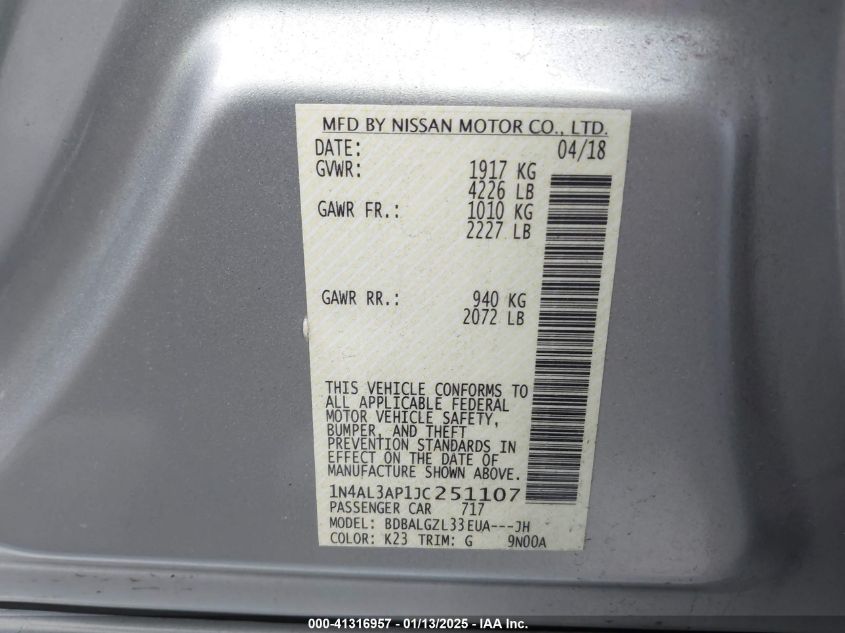 MFD BY NISSAN MOTOR CO., LTD.
DATE: 04/18
GVWR: 1917 KG
4226 LB
GAWR FR.: 1010 KG
2227 LB
GAWR RR.: 940 KG
2072 LB
THIS VEHICLE CONFORMS TO
ALL APPLICABLE FEDERAL
MOTOR VEHICLE SAFETY,
BUMPER, AND THEFT
PREVENTION STANDARDS IN
EFFECT ON THE DATE OF
MANUFACTURE SHOWN ABOVE.
1N4AL3AP1JC251107
PASSENGER CAR 717
MODEL: BDBALGZL33EUA---JH
COLOR: K23 TRIM: G 9N00A
000-41316957 - 01/13/2025 - IAA Inc.